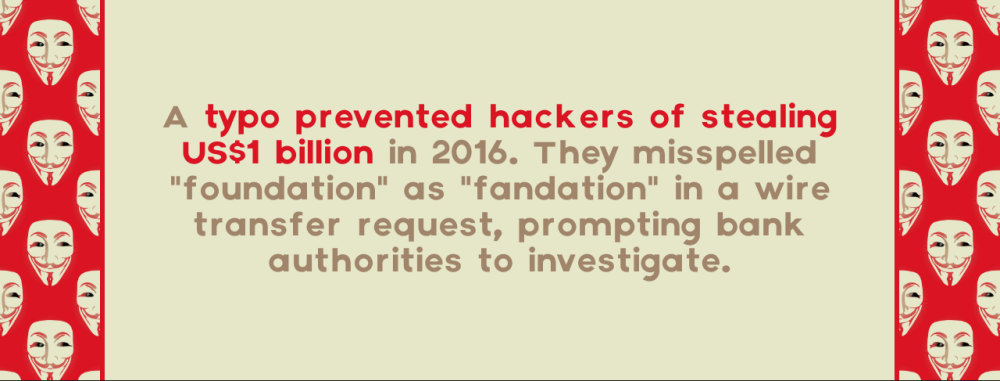 A typo prevented hackers of stealing
US$1 billion in 2016. They misspelled
"foundation" as "fandation" in a wire
transfer request, prompting bank
authorities to investigate.